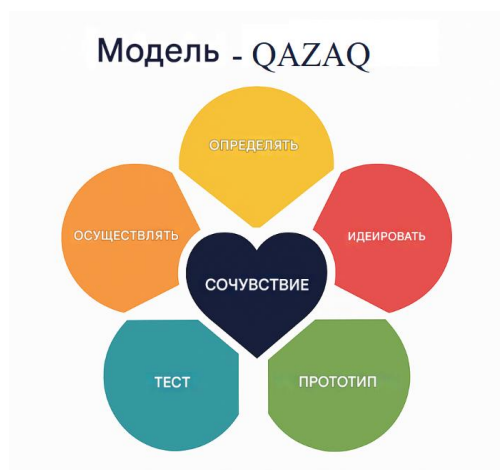 Модель - QAZAQ
ОПРЕДЕЛЯТЬ
ОСУЩЕСТВЛЯТЬ
ИДЕИРОВАТЬ
СОЧУВСТВИЕ
ТЕСТ
ПРОТОТИП